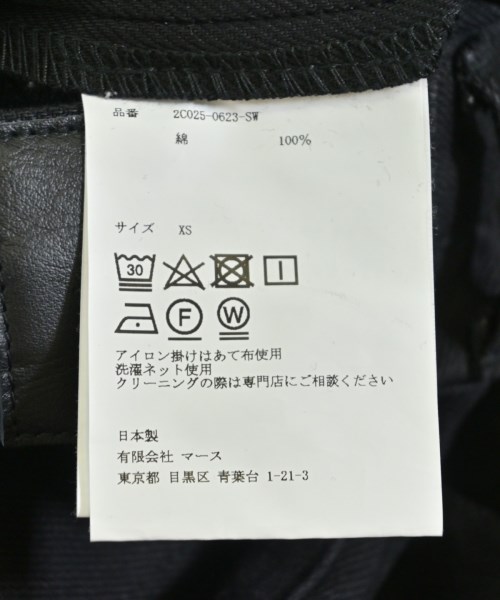 品番 2C025-0623-SW
綿 100%
サイズ XS
30
F W
アイロン掛けはあて布使用
洗濯ネット使用
クリーニングの際は専門店にご相談ください
日本製
有限会社 マース
東京都 目黒区 青葉台 1-21-3